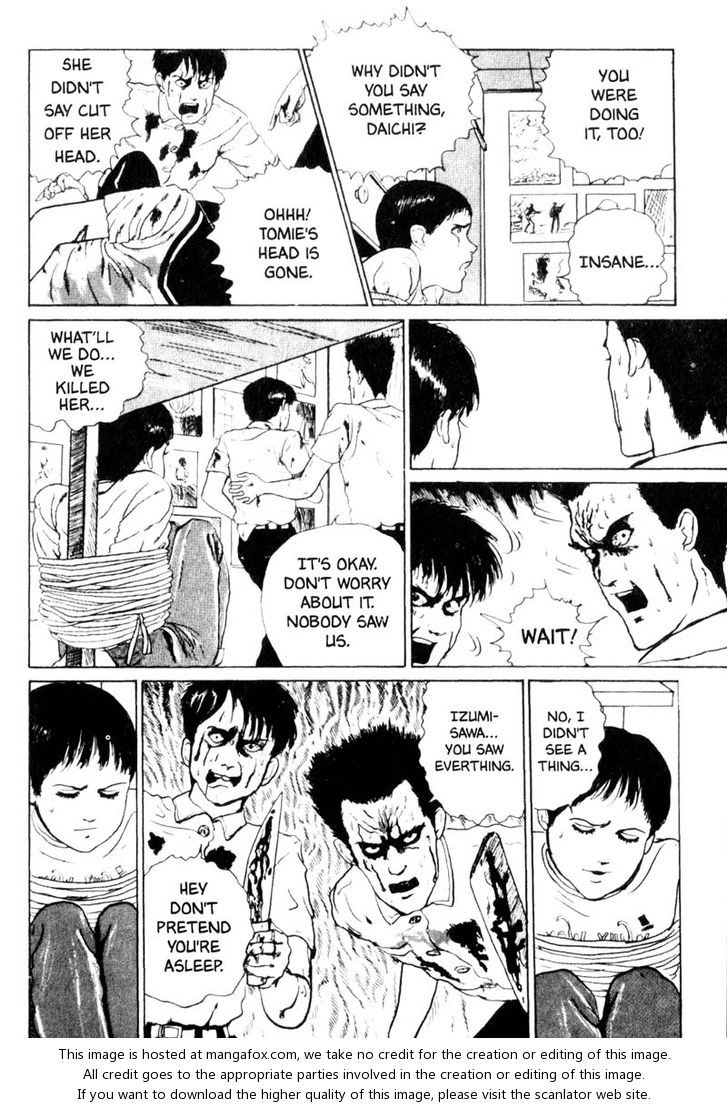 SHE
DIDN'T
SAY CUT
OFF HER
HEAD.
OHHH!
TOMIE'S
HEAD IS
GONE.
WHY DIDN'T
YOU SAY
SOMETHING,
DAICHI?
YOU
WERE
DOING
IT, TOO!
INSANE...
WHAT'LL
WE DO...
WE
KILLED
HER...
IT'S OKAY.
DON'T WORRY
ABOUT IT.
NOBODY SAW
US.
WAIT!
HEY
DON'T
PRETEND
YOU'RE
ASLEEP.
IZUMI-
SAWA...
YOU SAW
EVERTHING.
NO, I
DIDN'T
SEE A
THING...
This image is hosted at mangafox.com, we take no credit for the creation or editing of this image.
All credit goes to the appropriate parties involved in the creation or editing of this image.
If you want to download the higher quality of this image, please visit the scanlator web site.